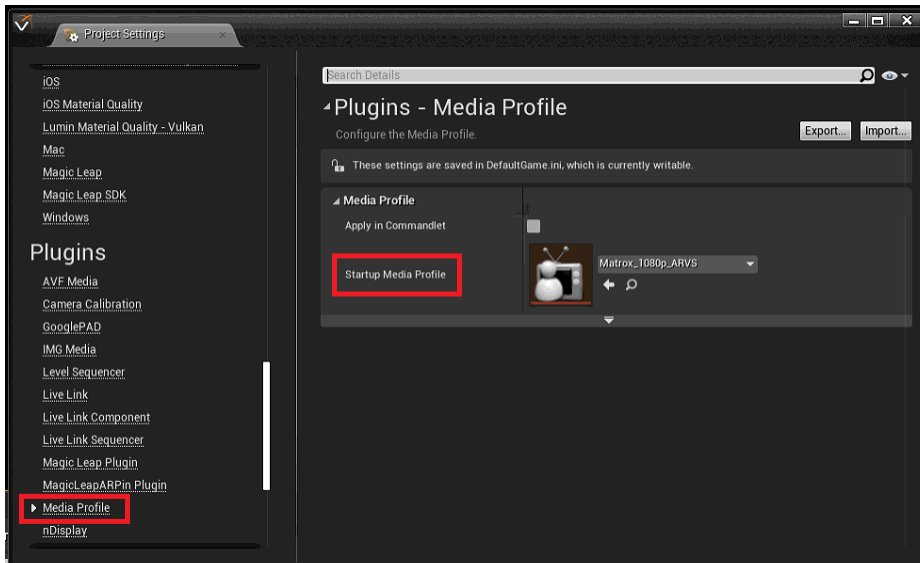 Project Settings
iOS
iOS Material Quality
Lumin Material Quality - Vulkan
Mac
Magic Leap
Magic Leap SDK
Windows
Plugins
AVF Media
Camera Calibration
GooglePAD
IMG Media
Level Sequencer
Live Link
Live Link Component
Live Link Sequencer
Magic Leap Plugin
MagicLeapARPin Plugin
Media Profile
nDisplay
Search Details
Plugins - Media Profile
Configure the Media Profile.
Export...
Import...
These settings are saved in DefaultGame.ini, which is currently writable.
Media Profile
Apply in Commandlet
Startup Media Profile
Matrox_1080p_ARVS